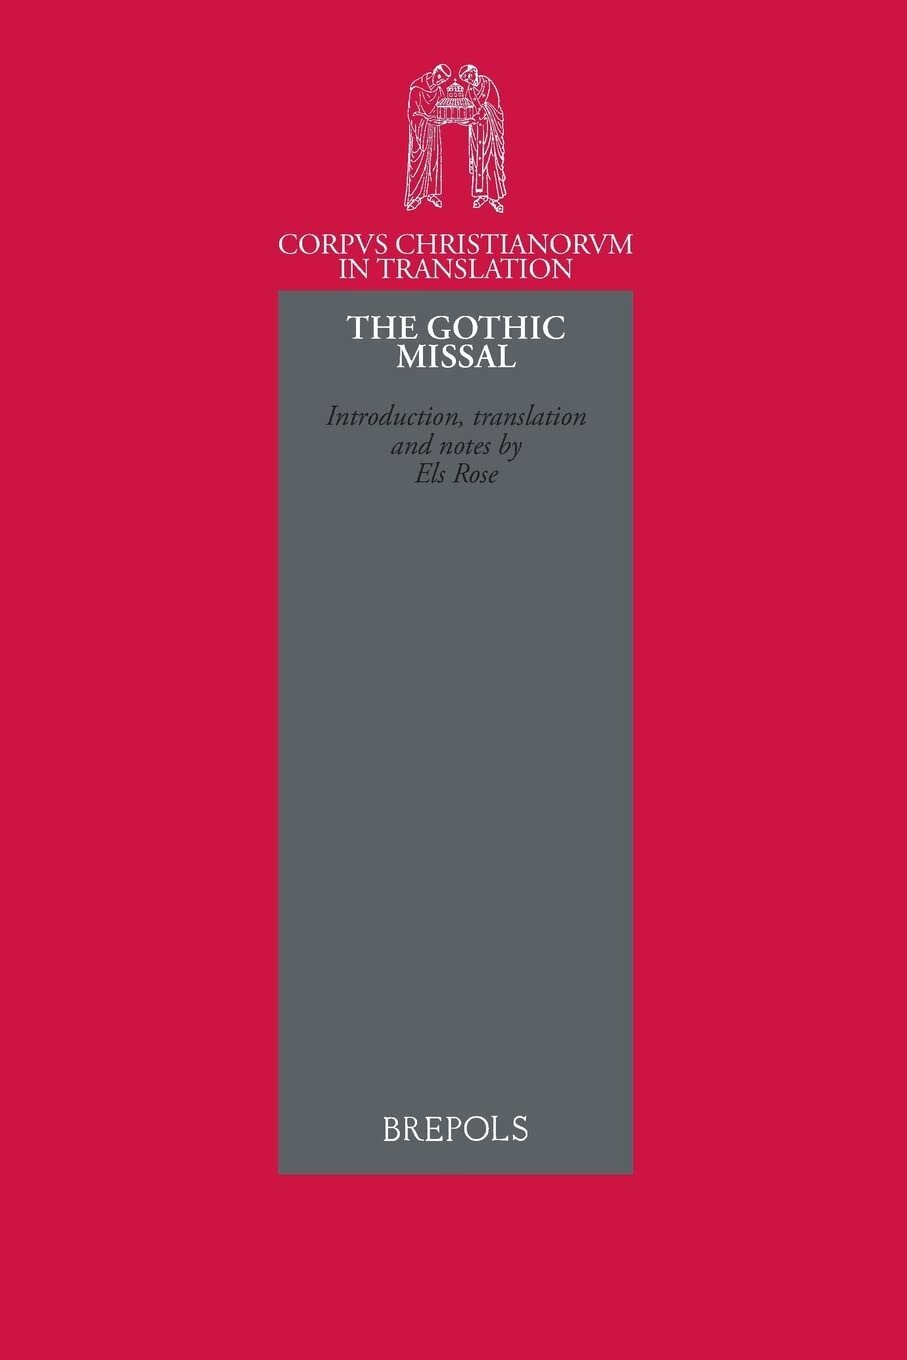 CORPVS CHRISTIANORVM
IN TRANSLATION
THE GOTHIC
MISSAL
Introduction, translation
and notes by
Els Rose
BREPOLS